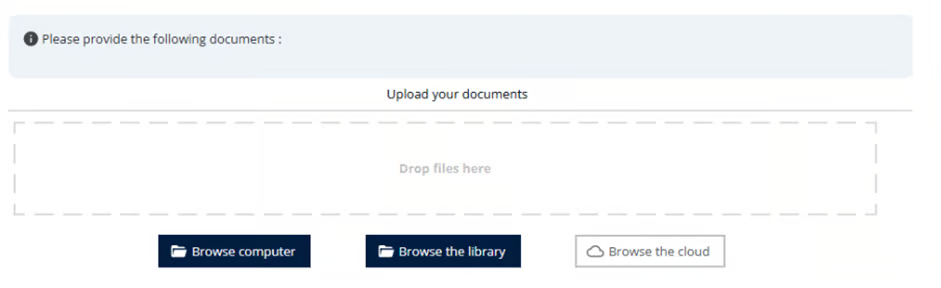 Please provide the following documents :
Upload your documents
Drop files here
Browse computer
Browse the library
Browse the cloud